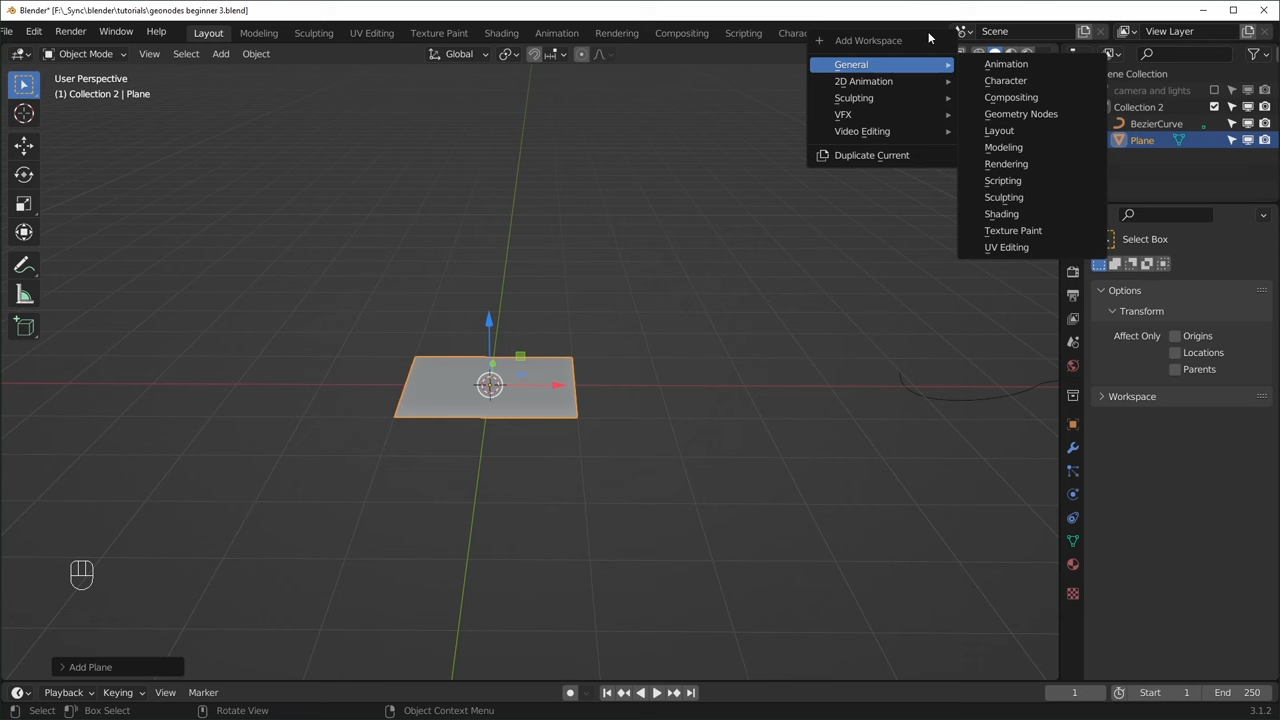 Blender* [F:\_Sync\blender\tutorials\geonodes beginner 3.blend]
ile Edit Render Window Help Layout Modeling Sculpting UV Editing Texture Paint Shading Animation Rendering Compositing Scripting Charac Scene View Layer
Object Mode View Select Add Object Global
User Perspective
(1) Collection 2 | Plane
Add Workspace
General
2D Animation
Sculpting
VFX
Video Editing
Duplicate Current
Animation
Character
Compositing
Geometry Nodes
Layout
Modeling
Rendering
Scripting
Sculpting
Shading
Texture Paint
UV Editing
ene Collection
camera and lights
Collection 2
BezierCurve
Plane
Select Box
Options
Transform
Affect Only Origins
Locations
Parents
Workspace
Add Plane
Playback Keying View Marker 1 Start 1 End 250
Select Box Select Rotate View Object Context Menu 3.1.2